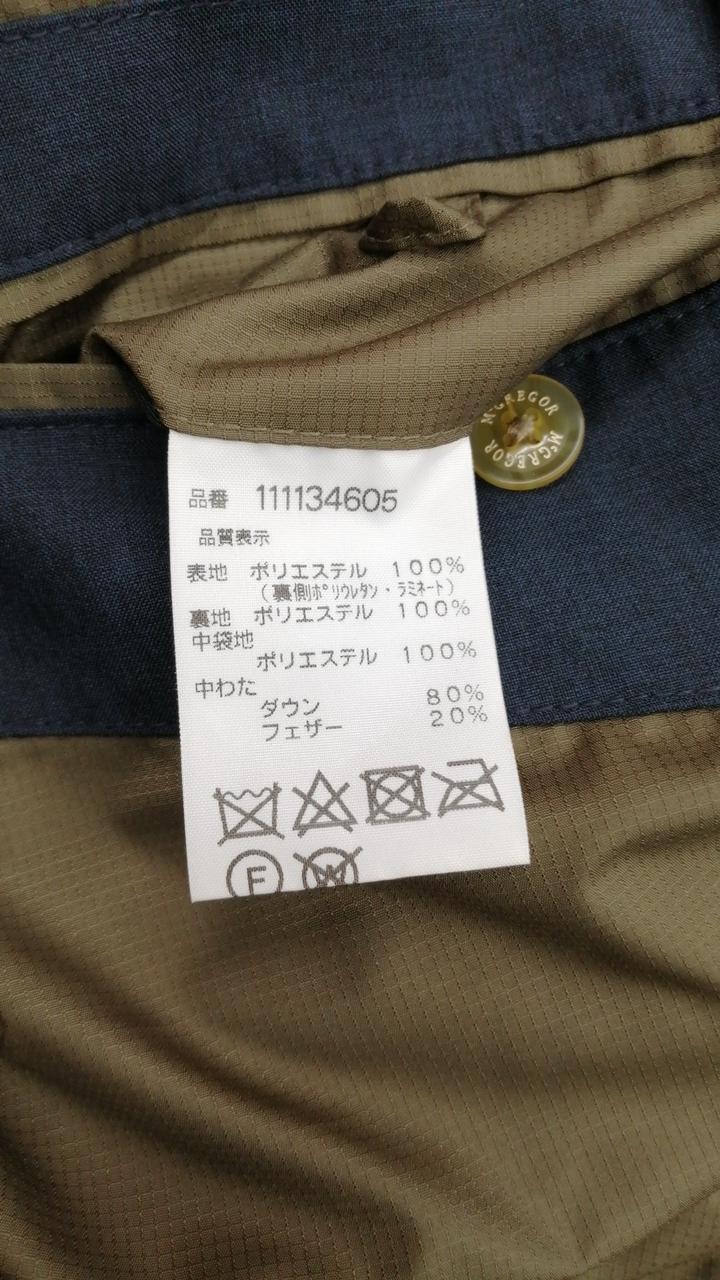 McGREGOR McGREGOR
品番 111134605
品質表示
表地 ポリエステル 100%
(裏側ポリウレタン・ラミネート)
裏地 ポリエステル 100%
中袋地
ポリエステル 100%
中わた
ダウン 80%
フェザー 20%
F W